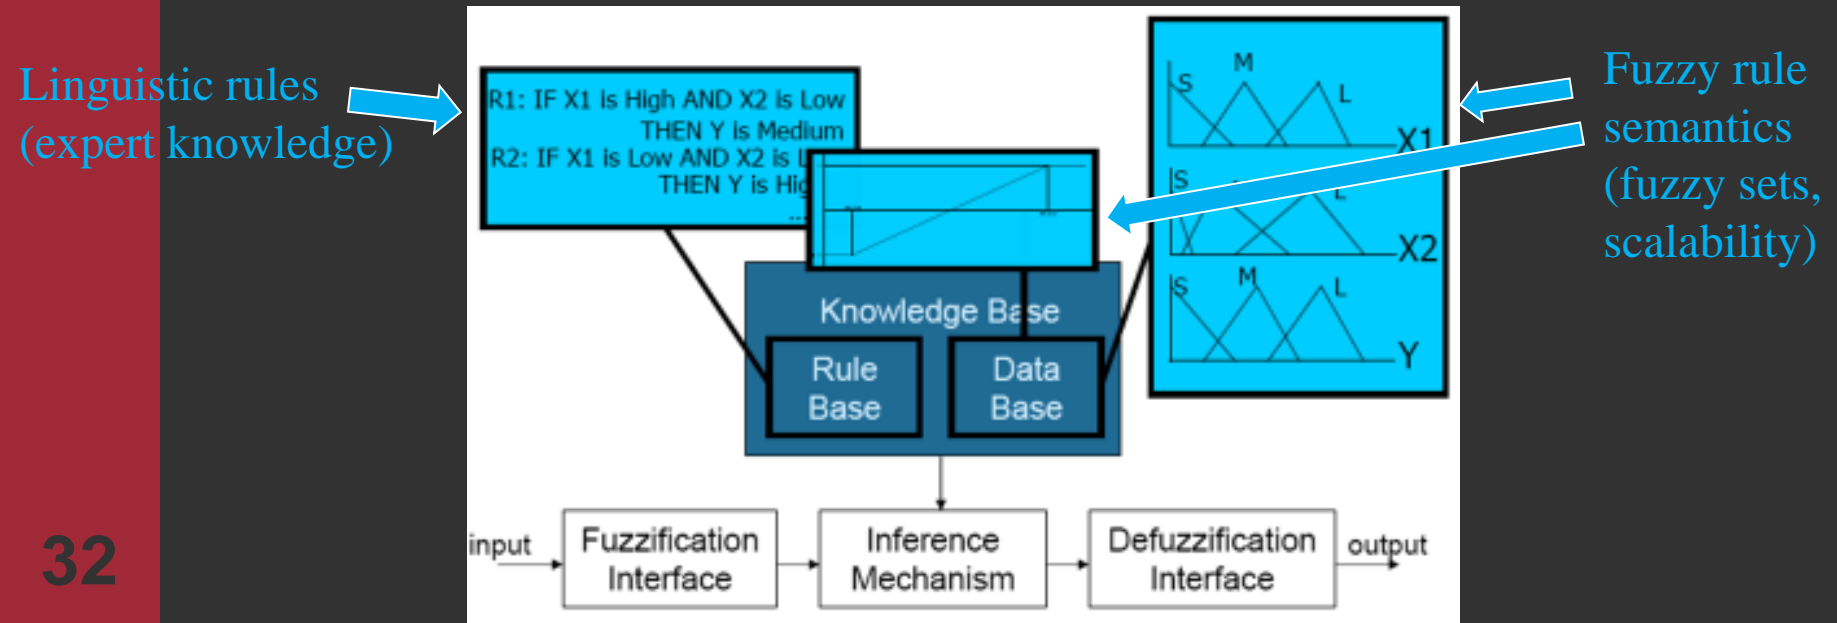 Linguistic rules
(expert knowledge)
R1: IF X1 is High AND X2 is Low
THEN Y is Medium
R2: IF X1 is Low AND X2 is
THEN Y is
...
S
M
L
X1
S
L
X2
S
M
L
Y
Fuzzy rule
semantics
(fuzzy sets,
scalability)
Knowledge Base
Rule
Base
Data
Base
input
Fuzzification
Interface
Inference
Mechanism
Defuzzification
Interface
output
32